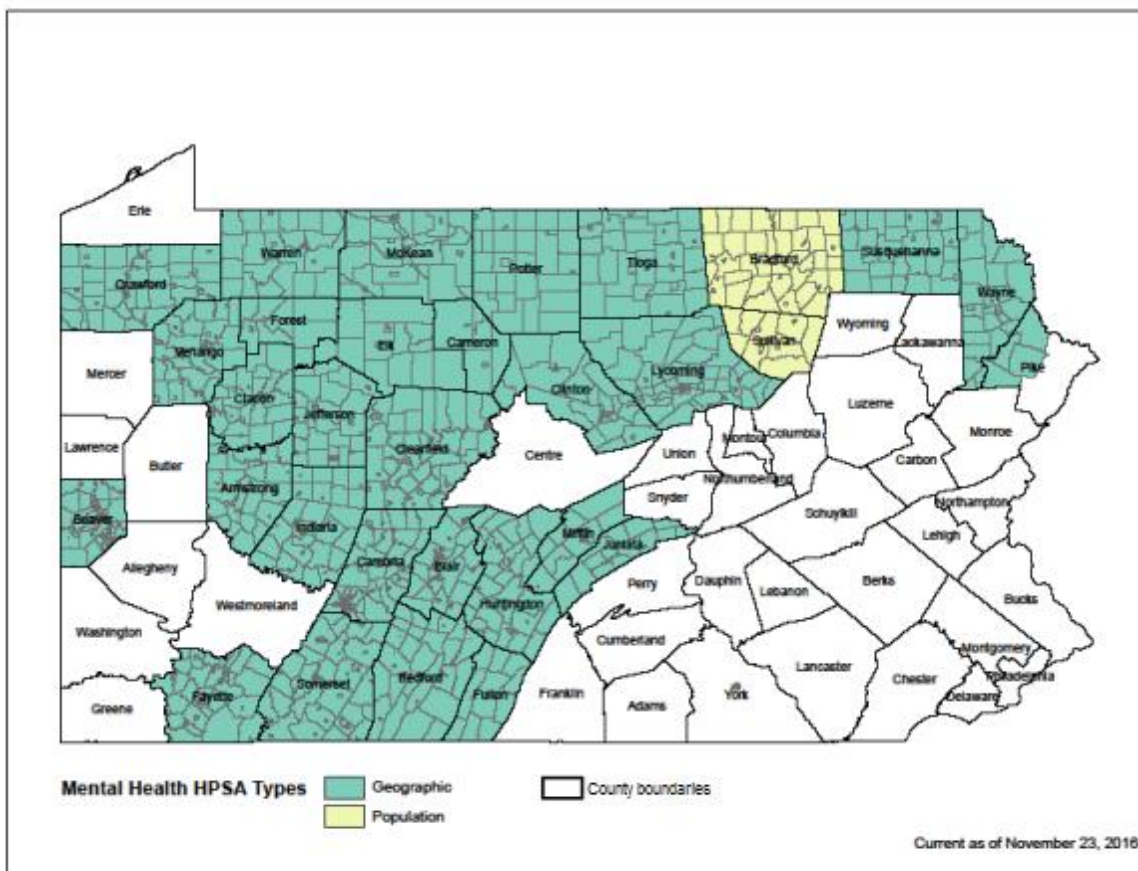 Erie
Warren
McKean
Potter
Tioga
Bradford
Susquehanna
Crawford
Wayne
Forest
Wyoming
Venango
Elk
Cameron
Sullivan
Lackawanna
Mercer
Lycoming
Pike
Clarion
Clinton
Jefferson
Luzerne
Lawrence
Columbia
Monroe
Butler
Clearfield
Centre
Union
Montour
Carbon
Armstrong
Snyder
Northumberland
Northampton
Beaver
Indiana
Schuylkill
Mifflin
Juniata
Lehigh
Allegheny
Cambria
Blair
Perry
Dauphin
Lebanon
Berks
Westmoreland
Huntington
Bucks
Washington
Cumberland
Montgomery
Lancaster
Philadelphia
Somerset
Bedford
Fulton
Franklin
York
Chester
Fayette
Delaware
Greene
Adams
Mental Health HPSA Types
Geographic
County boundaries
Population
Current as of November 23, 2016